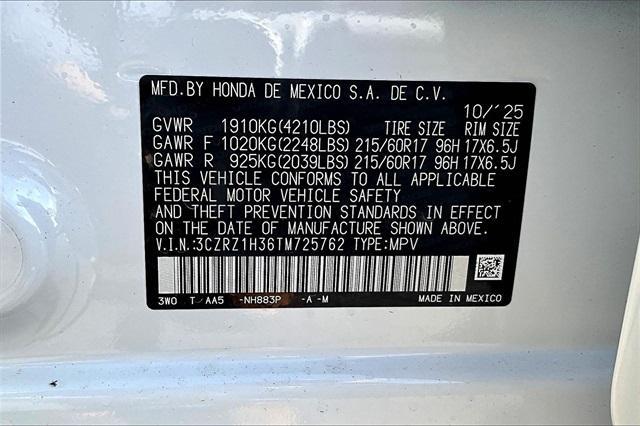 MFD.BY HONDA DE MEXICO S.A. DE C.V.
10/'25
GVWR 1910KG(4210LBS) TIRE SIZE RIM SIZE
GAWR F 1020KG(2248LBS) 215/60R17 96H 17X6.5J
GAWR R 925KG(2039LBS) 215/60R17 96H 17X6.5J
THIS VEHICLE CONFORMS TO ALL APPLICABLE
FEDERAL MOTOR VEHICLE SAFETY
AND THEFT PREVENTION STANDARDS IN EFFECT
ON THE DATE OF MANUFACTURE SHOWN ABOVE.
V.I.N.:3CZRZ1H36TM725762 TYPE:MPV
3W0 T AA5 -NH883P -A -M MADE IN MEXICO